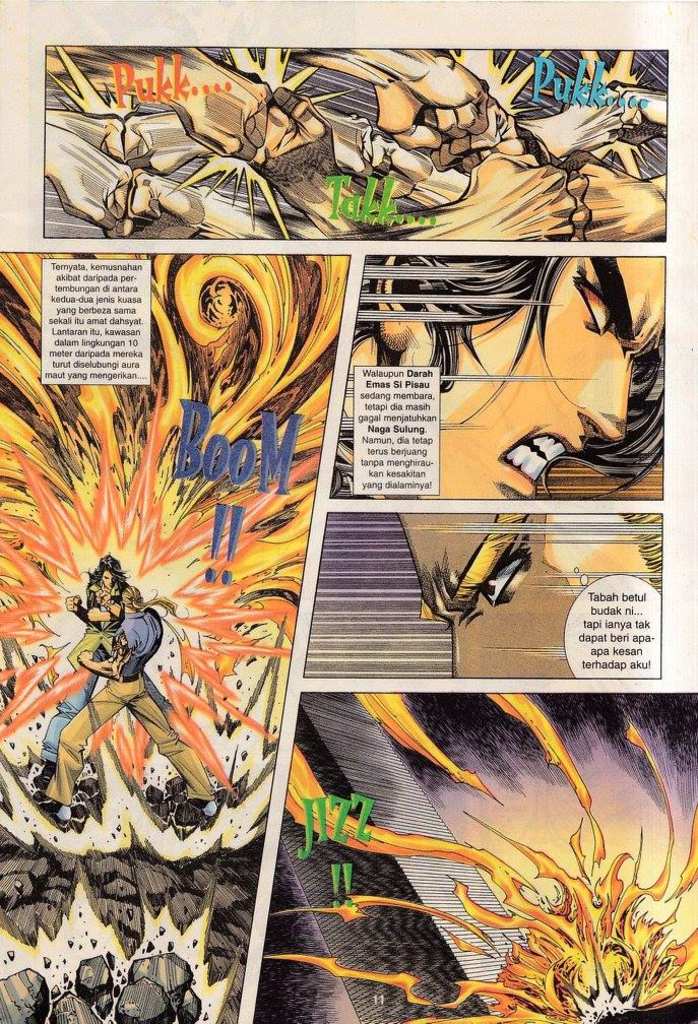 Pukk....
Pukk....
Takk....
Ternyata, kemusnahan
akibat daripada per-
tembungan di antara
kedua-dua jenis kuasa
yang berbeza sama
sekali itu amat dahsyat.
Lantaran itu, kawasan
dalam lingkungan 10
meter daripada mereka
turut diselubungi aura
maut yang mengerikan....
BOOM
!!
Walaupun Darah
Emas Si Pisau
sedang membara,
tetapi dia masih
gagal menjatuhkan
Naga Sulung.
Namun, dia tetap
terus berjuang
tanpa menghirau-
kan kesakitan
yang dialaminya!
Tabah betul
budak ni...
tapi ianya tak
dapat beri apa-
apa kesan
terhadap aku!
JIZZ
!!
11